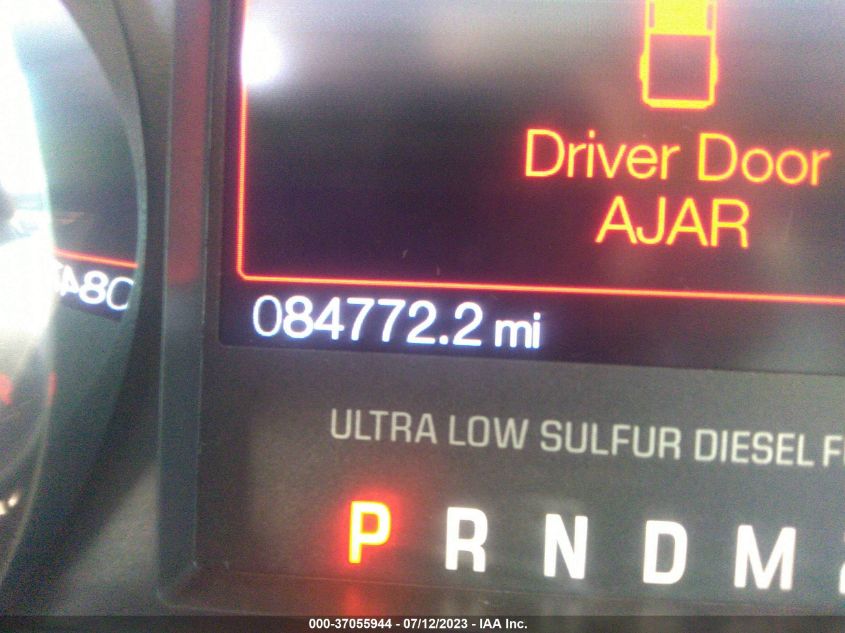 Driver Door
AJAR
084772.2 mi
ULTRA LOW SULFUR DIESEL
P R N D M
000-37055944 - 07/12/2023 - IAA Inc.